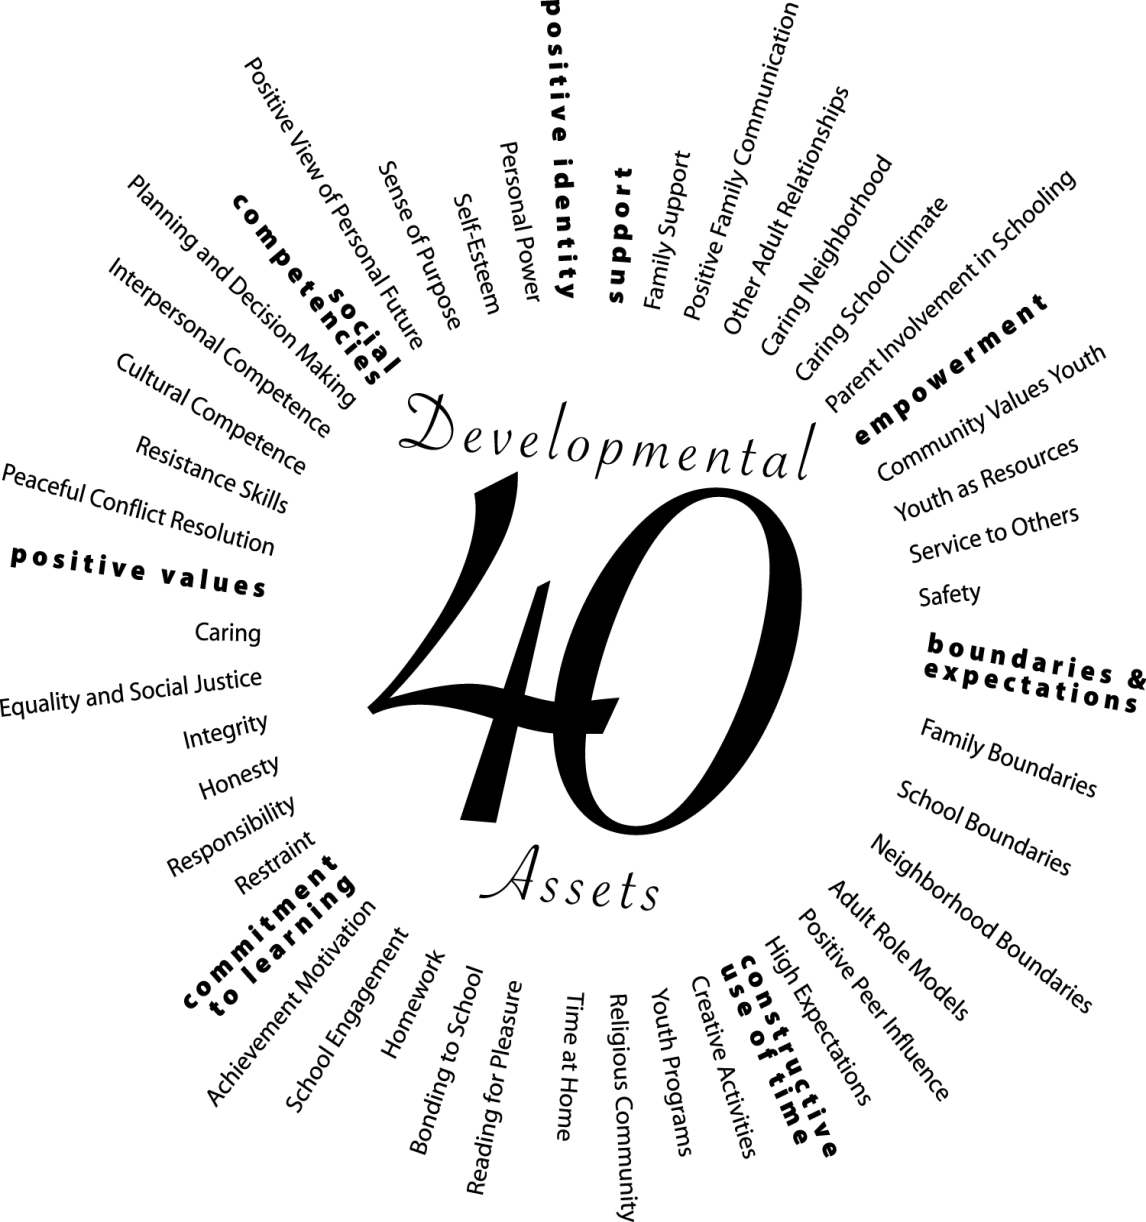 Developmental
40
Assets
support
Family Support
Positive Family Communication
Other Adult Relationships
Caring Neighborhood
Caring School Climate
Parent Involvement in Schooling
empowerment
Community Values Youth
Youth as Resources
Service to Others
Safety
boundaries &
expectations
Family Boundaries
School Boundaries
Neighborhood Boundaries
Adult Role Models
Positive Peer Influence
High Expectations
constructive
use of time
Creative Activities
Youth Programs
Religious Community
Time at Home
commitment
to learning
Achievement Motivation
School Engagement
Homework
Bonding to School
Reading for Pleasure
positive values
Caring
Equality and Social Justice
Integrity
Honesty
Responsibility
Restraint
social
competencies
Planning and Decision Making
Interpersonal Competence
Cultural Competence
Resistance Skills
Peaceful Conflict Resolution
positive identity
Personal Power
Self-Esteem
Sense of Purpose
Positive View of Personal Future